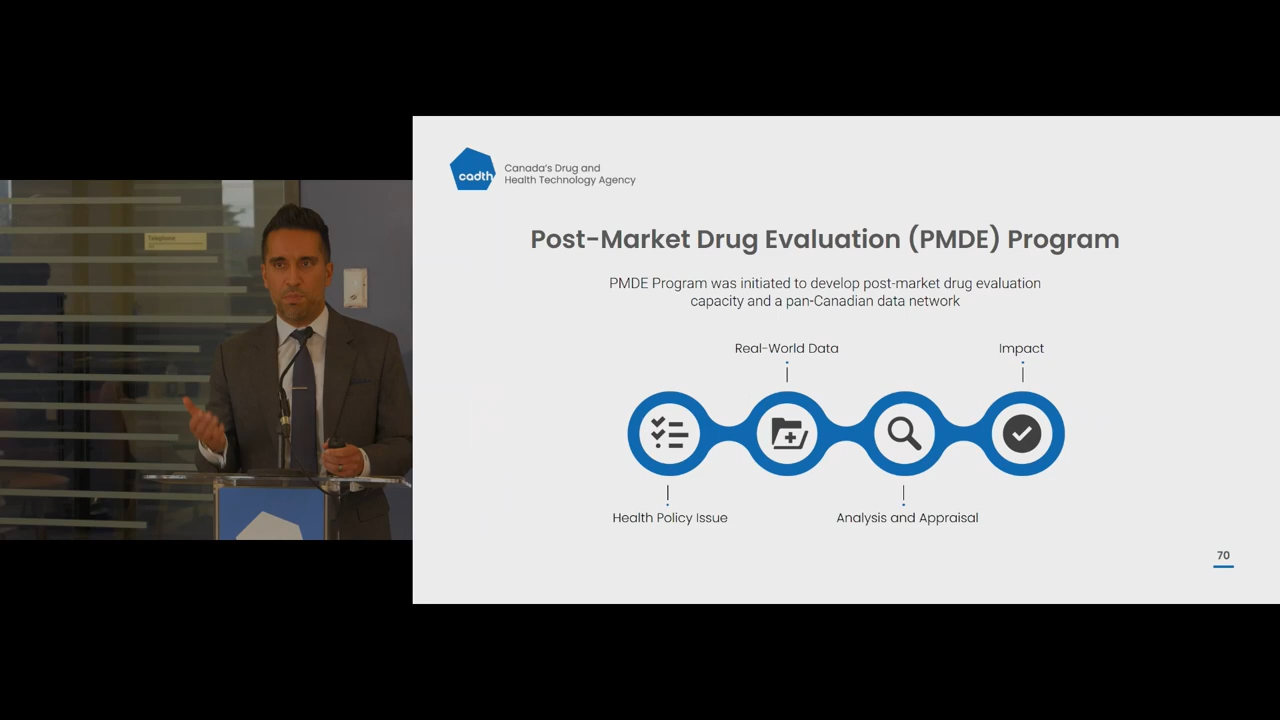 Telephone
cadth
Canada's Drug and
Health Technology Agency
Post-Market Drug Evaluation (PMDE) Program
PMDE Program was initiated to develop post-market drug evaluation
capacity and a pan-Canadian data network
Real-World Data
Impact
Health Policy Issue
Analysis and Appraisal
70